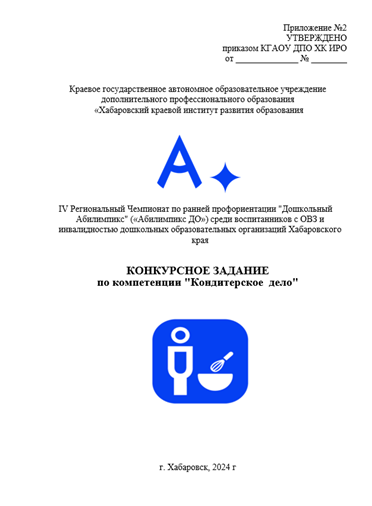 Приложение №2
УТВЕРЖДЕНО
приказом КГАОУ ДПО ХК ИРО
от ______________ № ________
Краевое государственное автономное образовательное учреждение
дополнительного профессионального образования
«Хабаровский краевой институт развития образования
IV Региональный Чемпионат по ранней профориентации "Дошкольный
Абилимпикс" («Абилимпикс ДО») среди воспитанников с ОВЗ и
инвалидностью дошкольных образовательных организаций Хабаровского
края
КОНКУРСНОЕ ЗАДАНИЕ
по компетенции "Кондитерское дело"
г. Хабаровск, 2024 г